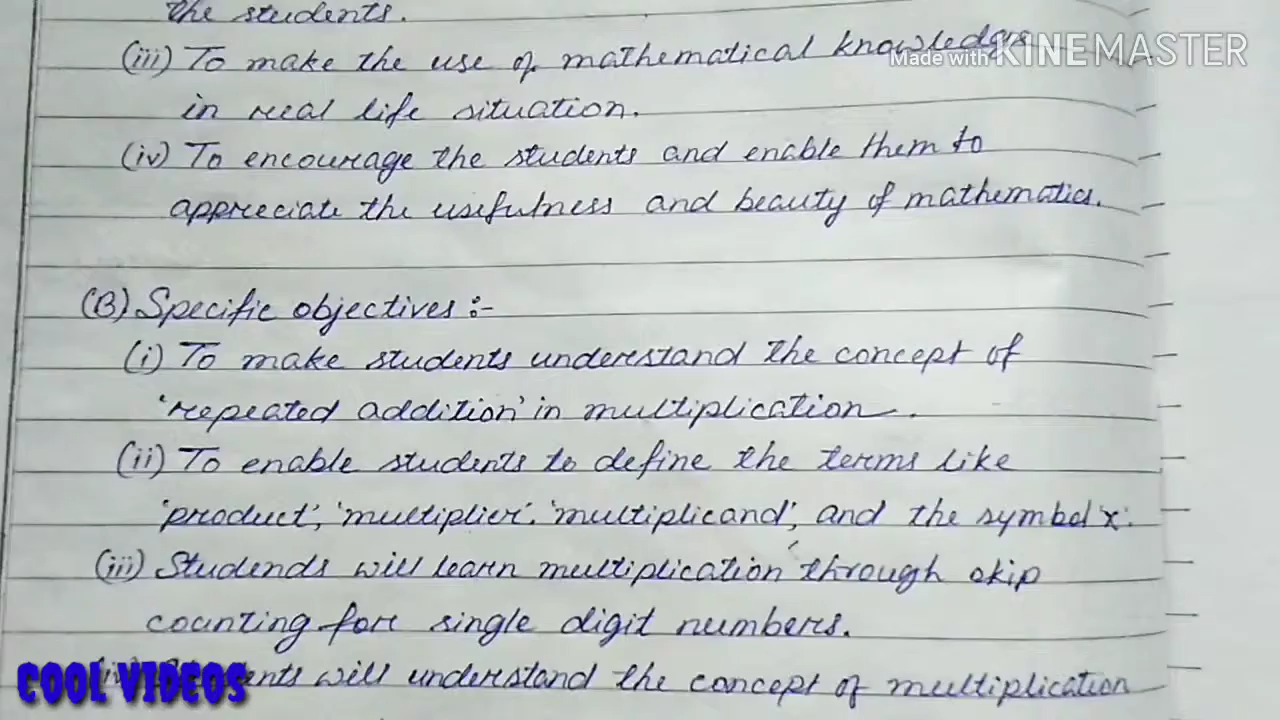 the students.
(iii) To make the use of mathematical knowledge
Made with KINEMASTER
in real life situation.
(iv) To encourage the students and enable them to
appreciate the usefulness and beauty of mathematics.
(B) Specific objectives :-
(i) To make students understand the concept of
'repeated addition' in multiplication.
(ii) To enable students to define the terms like
'product', 'multiplier'. 'multiplicand', and the symbol 'x'.
(iii) Studends will learn multiplication through skip
counting for single digit numbers.
(iv) Students will understand the concept of multiplication
COOL VIDEOS